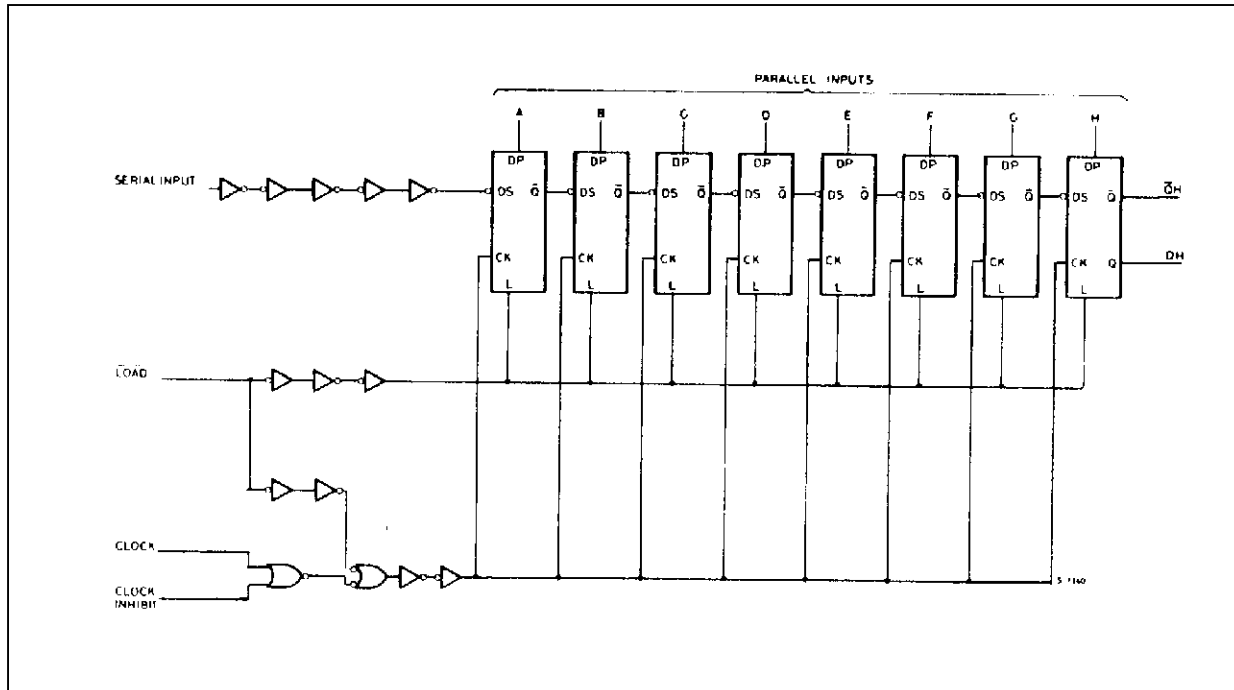 PARALLEL INPUTS
A B C D E F G H
DP DP DP DP DP DP DP DP
SERIAL INPUT
DS Q̄ DS Q̄ DS Q̄ DS Q̄ DS Q̄ DS Q̄ DS Q̄ DS Q̄
Q̄H
CK CK CK CK CK CK CK CK Q
QH
L L L L L L L L
L̄ŌĀD̄
CLOCK
CLOCK
INHIBIT